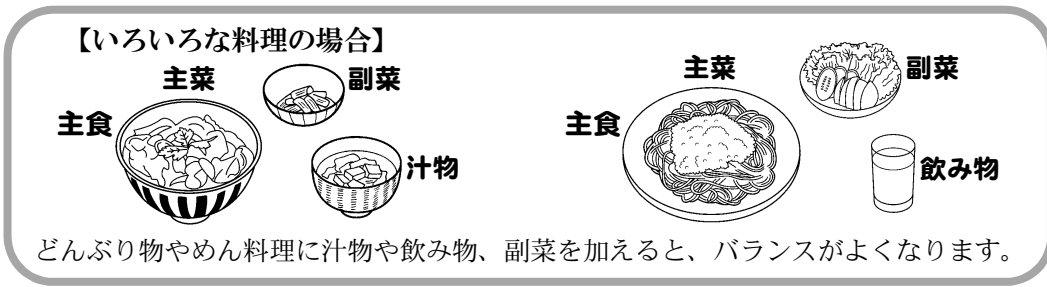 【いろいろな料理の場合】
主菜
副菜
主食
汁物
主菜
副菜
主食
飲み物
どんぶり物やめん料理に汁物や飲み物、副菜を加えると、バランスがよくなります。